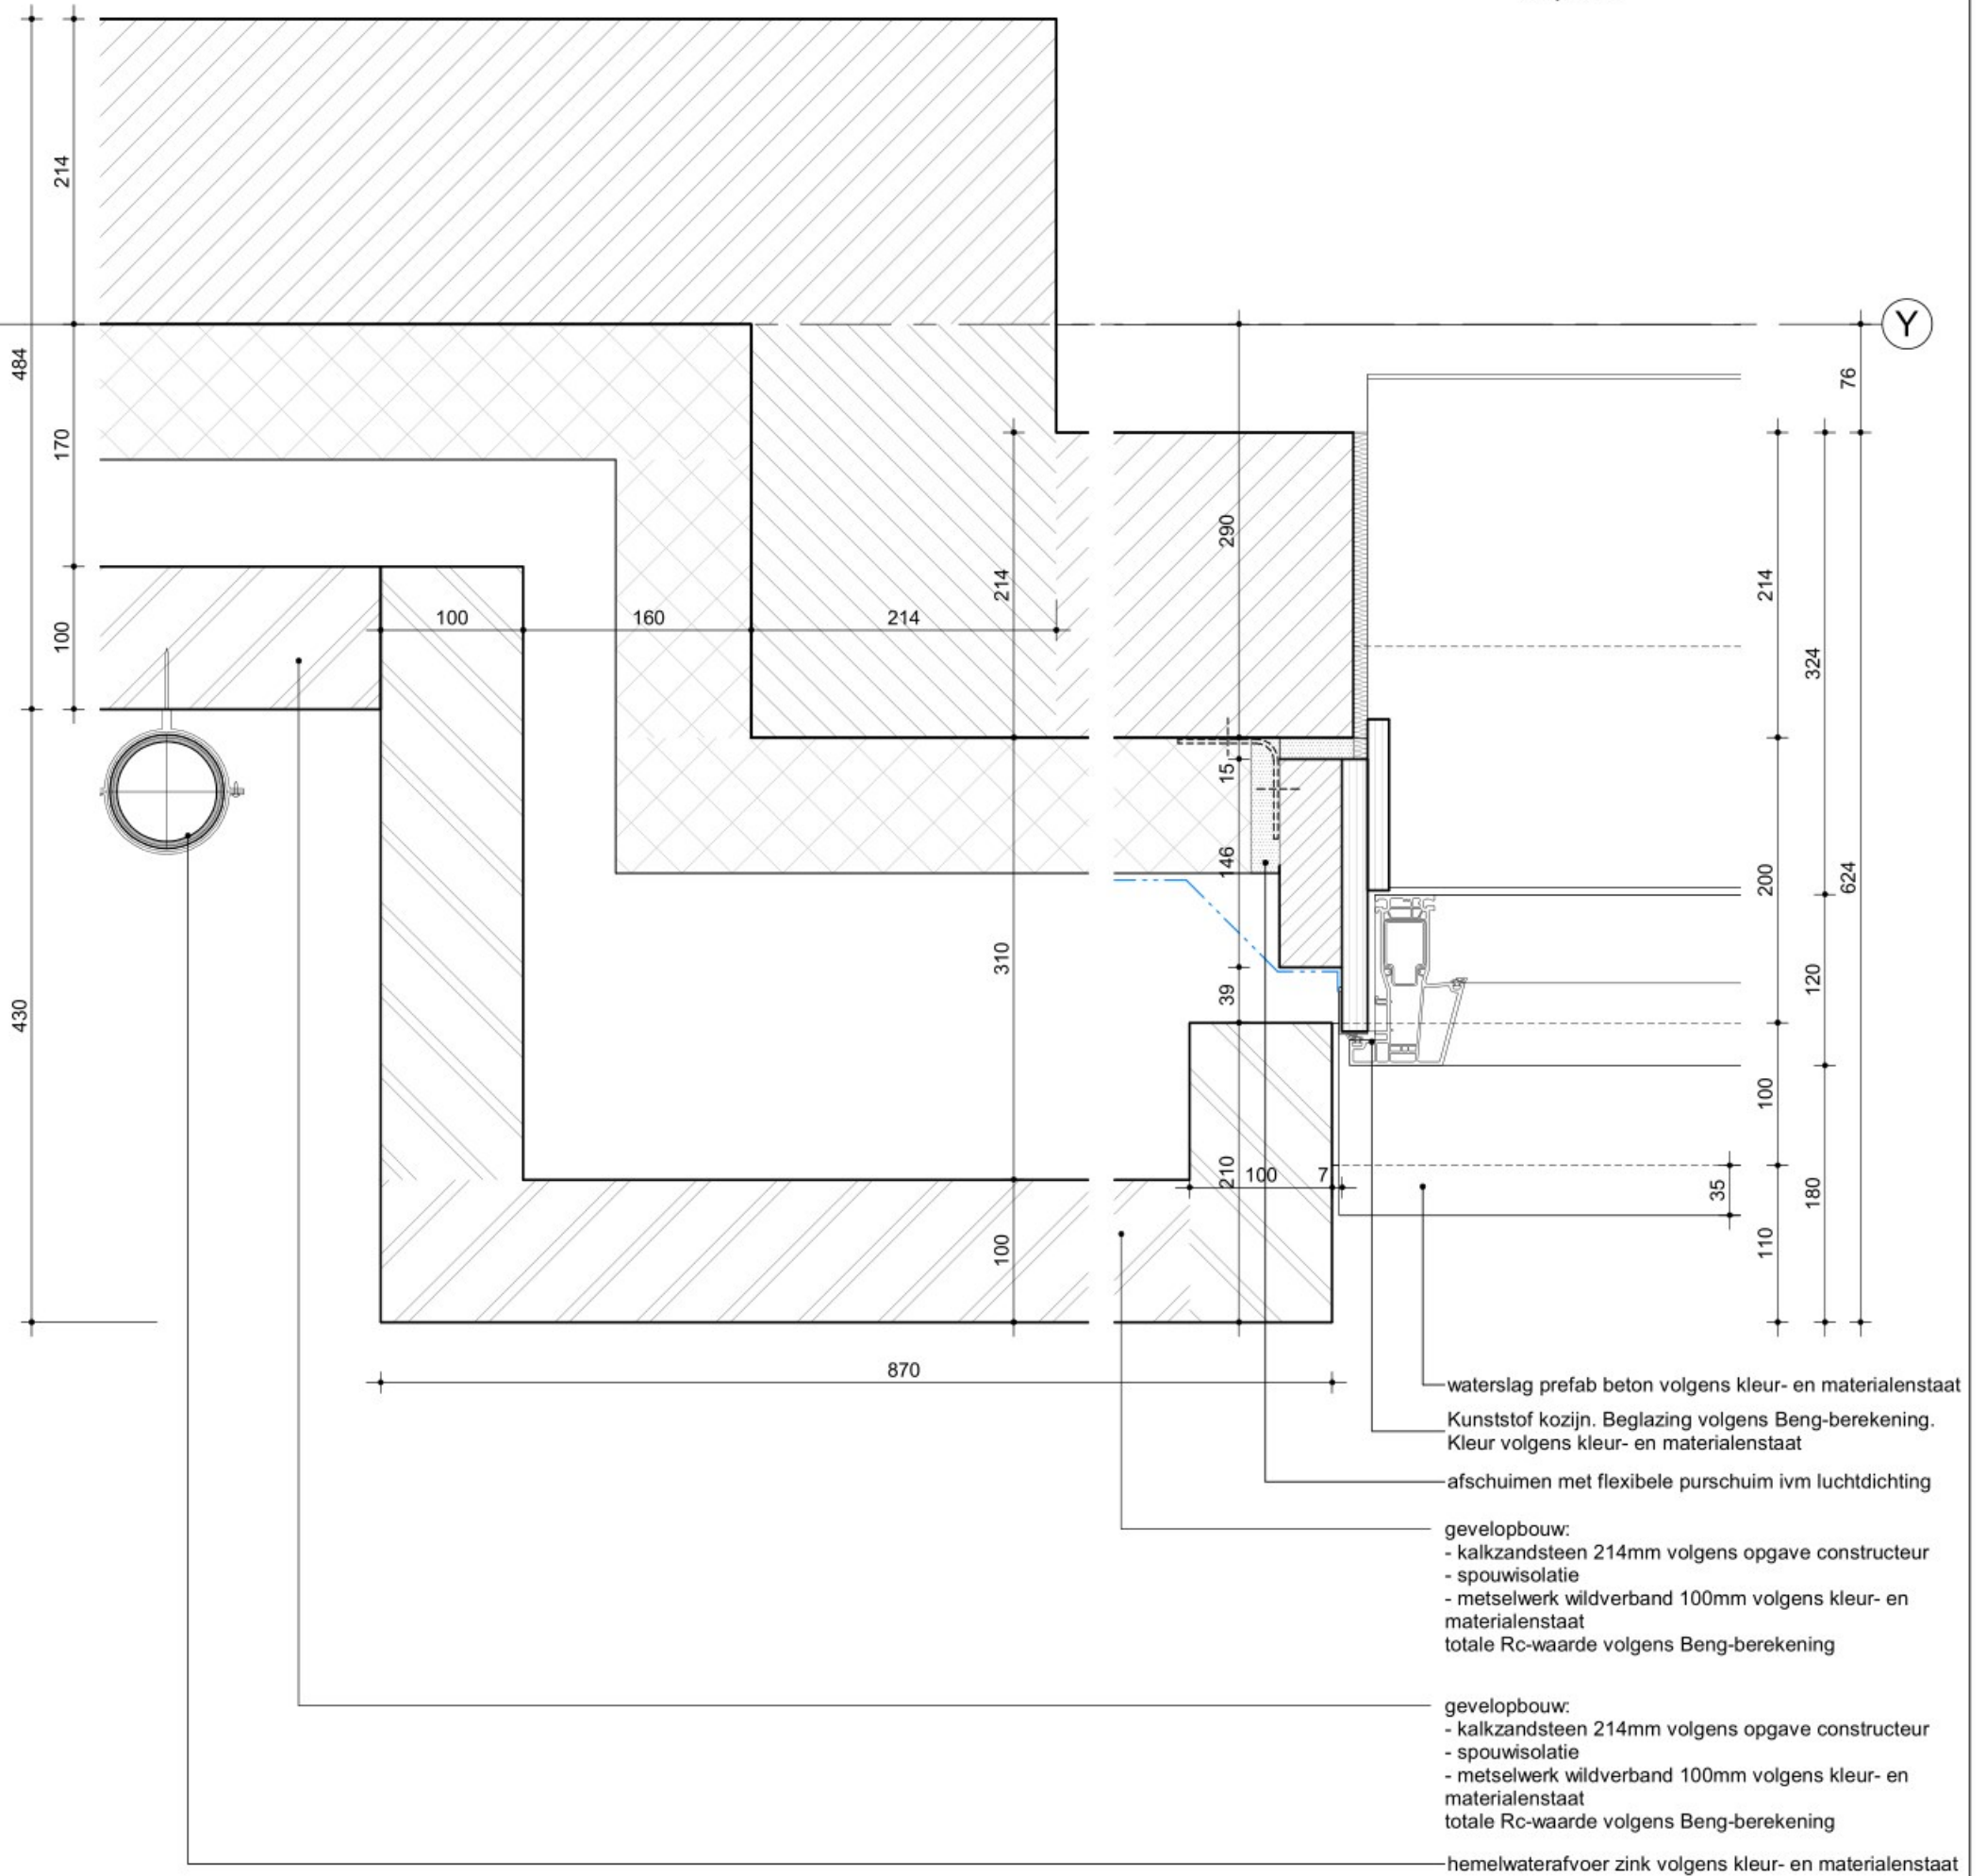 214
484
170
100
430
Y
76
290
214
100
160
214
214
324
15
146
200
624
310
39
120
100
210
100
7
35
180
100
110
870
waterslag prefab beton volgens kleur- en materialenstaat
Kunststof kozijn. Beglazing volgens Beng-berekening.
Kleur volgens kleur- en materialenstaat
afschuimen met flexibele purschuim ivm luchtdichting
gevelopbouw:
- kalkzandsteen 214mm volgens opgave constructeur
- spouwisolatie
- metselwerk wildverband 100mm volgens kleur- en
materialenstaat
totale Rc-waarde volgens Beng-berekening
gevelopbouw:
- kalkzandsteen 214mm volgens opgave constructeur
- spouwisolatie
- metselwerk wildverband 100mm volgens kleur- en
materialenstaat
totale Rc-waarde volgens Beng-berekening
hemelwaterafvoer zink volgens kleur- en materialenstaat